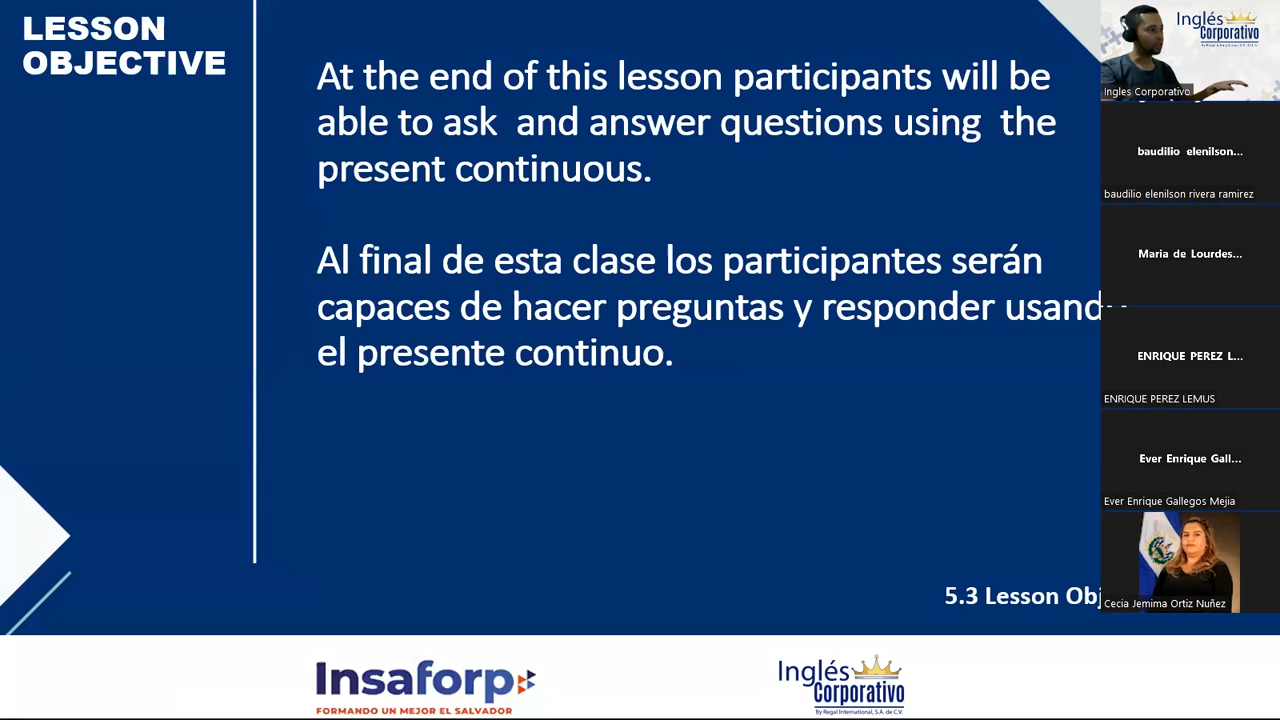 LESSON
OBJECTIVE
At the end of this lesson participants will be
able to ask and answer questions using the
present continuous.
Al final de esta clase los participantes serán
capaces de hacer preguntas y responder
el presente continuo.
5.3 Lesson
Insaforp
FORMANDO UN MEJOR EL SALVADOR
Inglés
Corporativo
By Regal International, S.A. de C.V.
Inglés
Corporativo
Ingles Corporativo
baudilio elenilson...
baudilio elenilson rivera ramirez
Maria de Lourdes...
ENRIQUE PEREZ L...
ENRIQUE PEREZ LEMUS
Ever Enrique Gall...
Ever Enrique Gallegos Mejia
Cecia Jemima Ortiz Nuñez